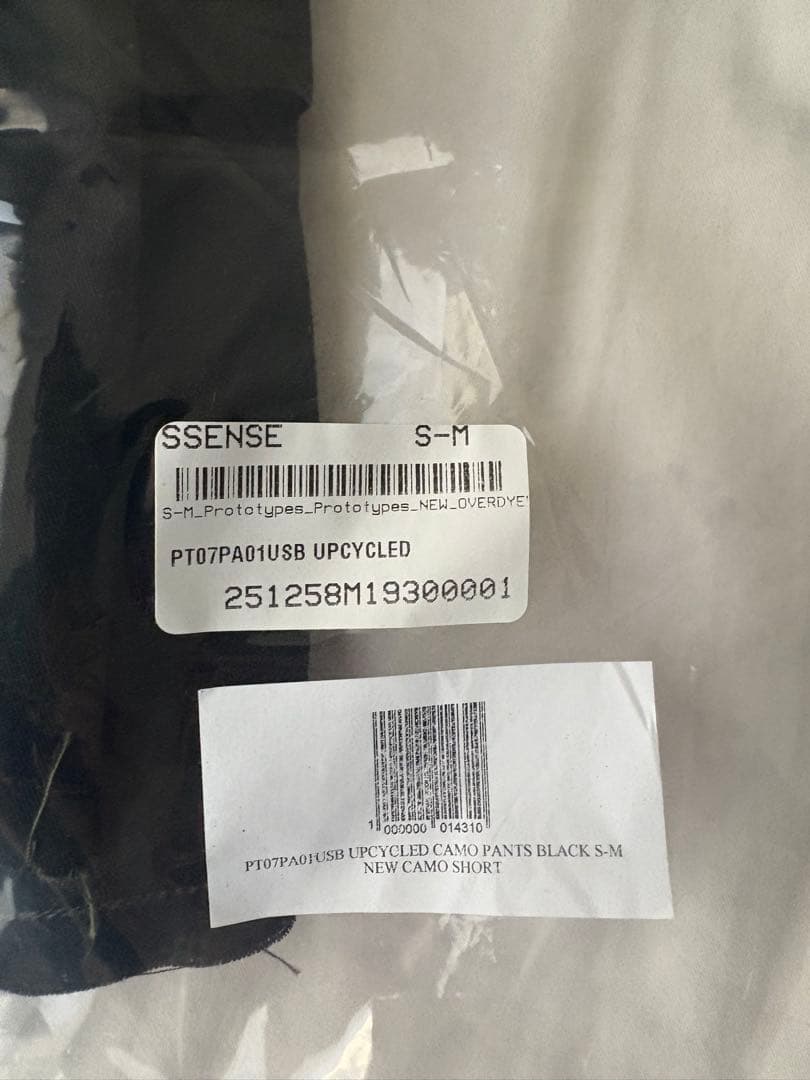 SSENSE S-M
S-M_Prototypes_Prototypes_NEW_OVERDYE
PT07PA01USB UPCYCLED
251258M19300001
1 000000 014310
PT07PA01USB UPCYCLED CAMO PANTS BLACK S-M
NEW CAMO SHORT